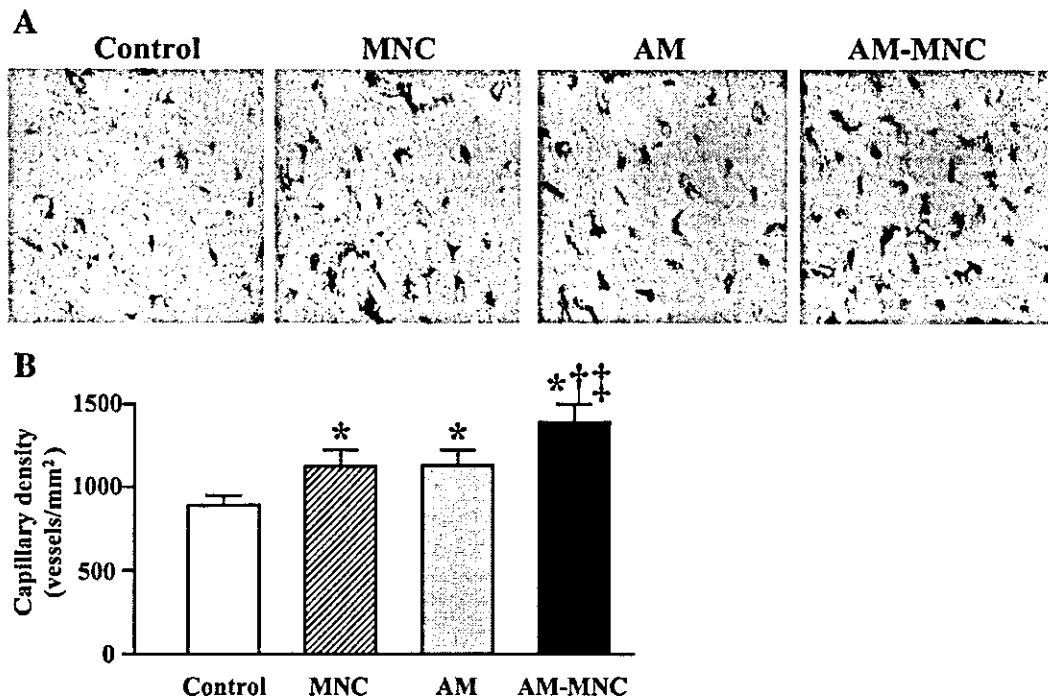 A
Control MNC AM AM-MNC
B
Capillary density
(vessels/mm²)
1500
1000
500
0
*
*
*†‡
Control MNC AM AM-MNC